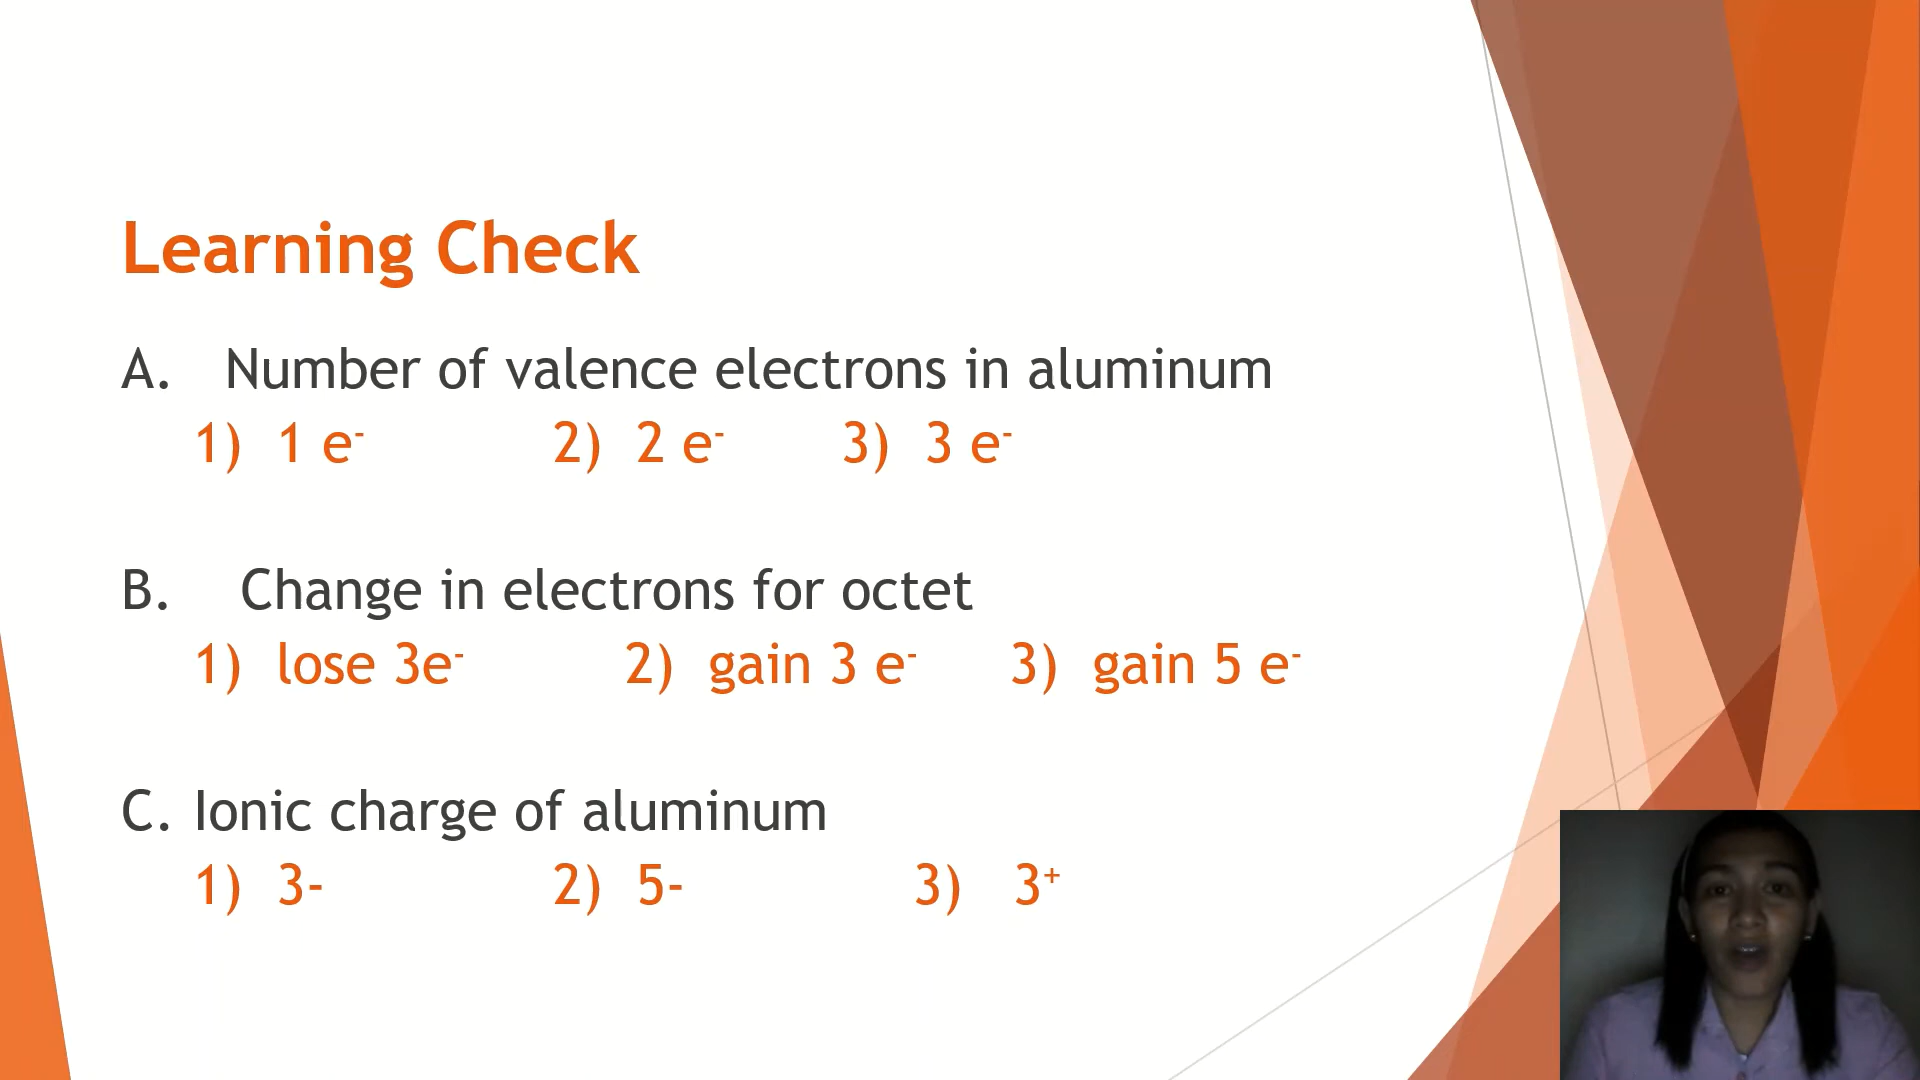 Learning Check
A. Number of valence electrons in aluminum
1) 1 e⁻ 2) 2 e⁻ 3) 3 e⁻
B. Change in electrons for octet
1) lose 3e⁻ 2) gain 3 e⁻ 3) gain 5 e⁻
C. Ionic charge of aluminum
1) 3- 2) 5- 3) 3⁺